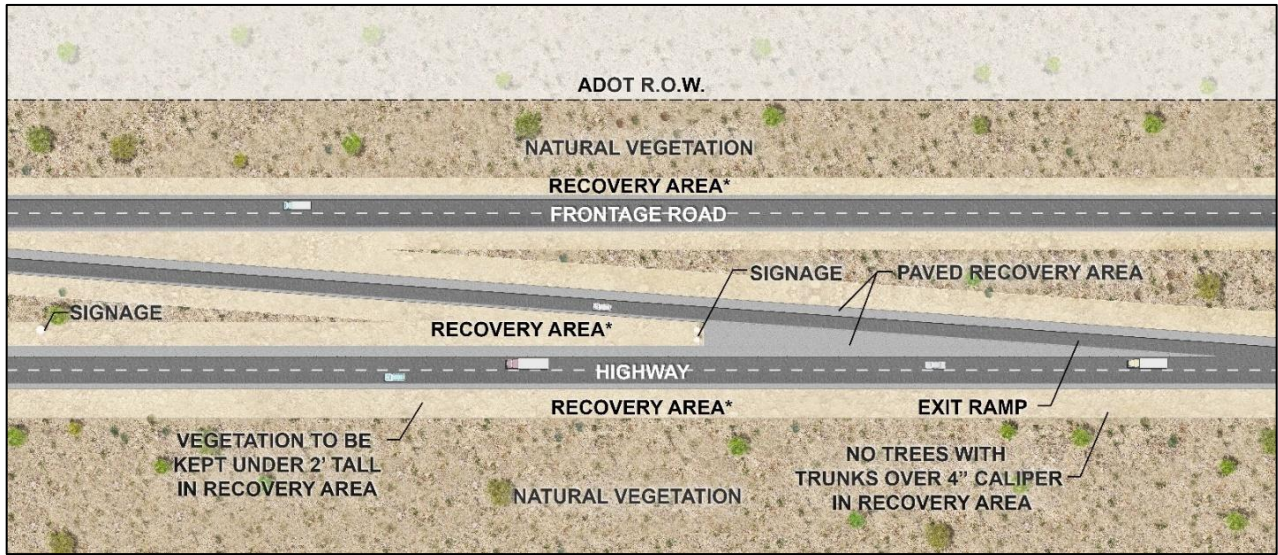 ADOT R.O.W.
NATURAL VEGETATION
RECOVERY AREA*
FRONTAGE ROAD
SIGNAGE
PAVED RECOVERY AREA
SIGNAGE
RECOVERY AREA*
HIGHWAY
RECOVERY AREA*
EXIT RAMP
VEGETATION TO BE
KEPT UNDER 2' TALL
IN RECOVERY AREA
NO TREES WITH
TRUNKS OVER 4" CALIPER
IN RECOVERY AREA
NATURAL VEGETATION